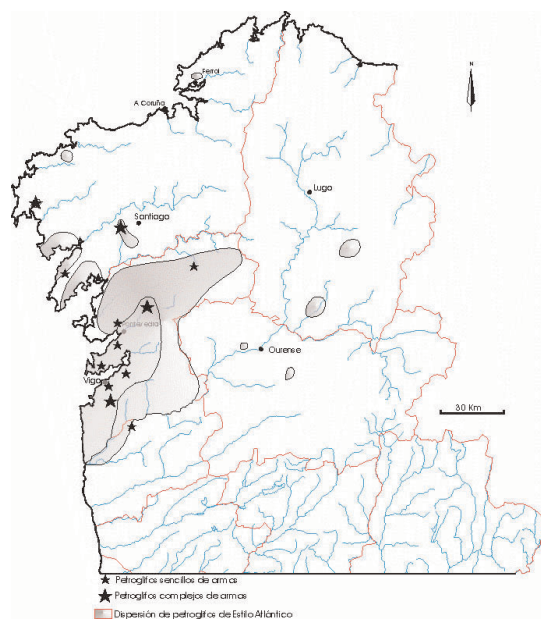 N
Ferrol
A Coruña
Lugo
Santiago
Pontevedra
Ourense
Vigo
30 Km
Petroglifos sencillos de armas
Petroglifos complejos de armas
Dispersión de petroglifos de Estilo Atlántico